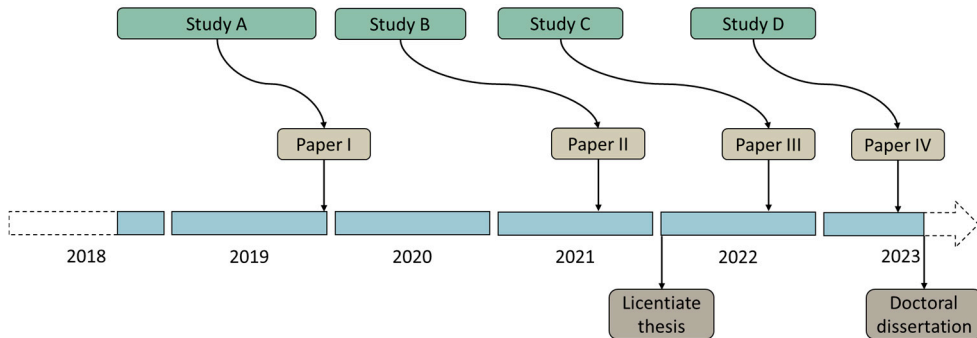 Study A
Study B
Study C
Study D
Paper I
Paper II
Paper III
Paper IV
2018
2019
2020
2021
2022
2023
Licentiate
thesis
Doctoral
dissertation